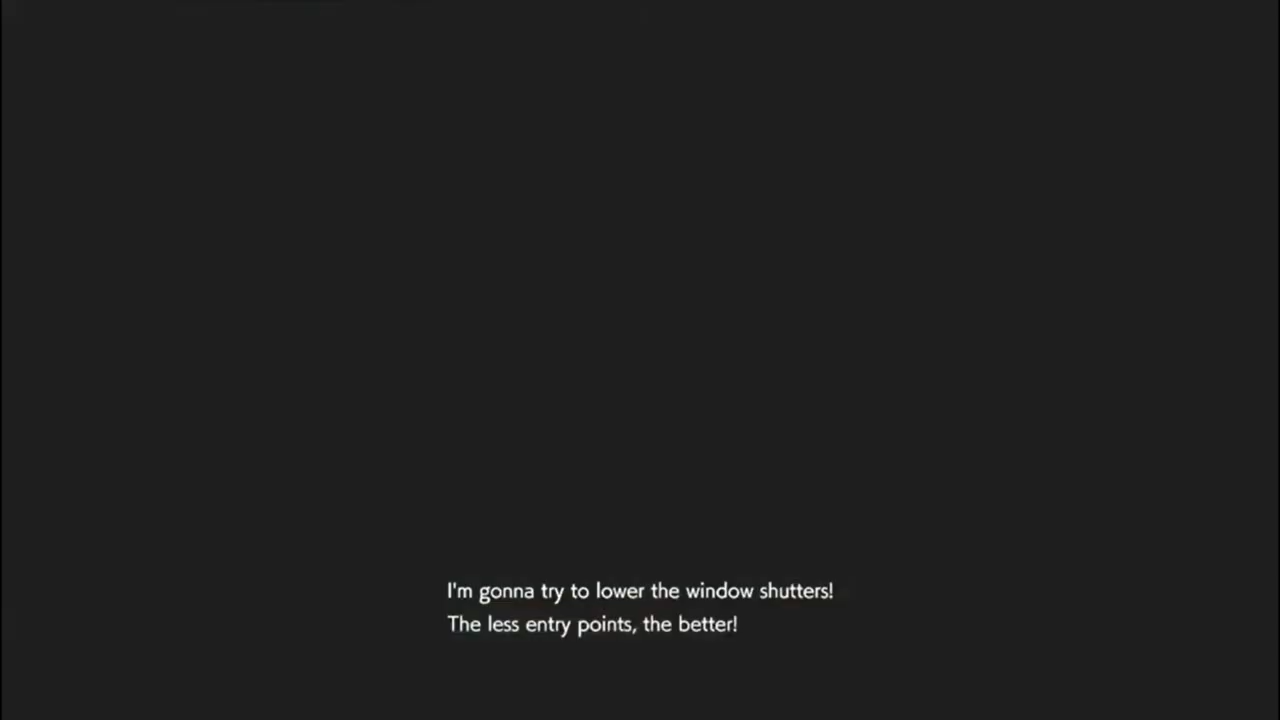 I'm gonna try to lower the window shutters!
The less entry points, the better!